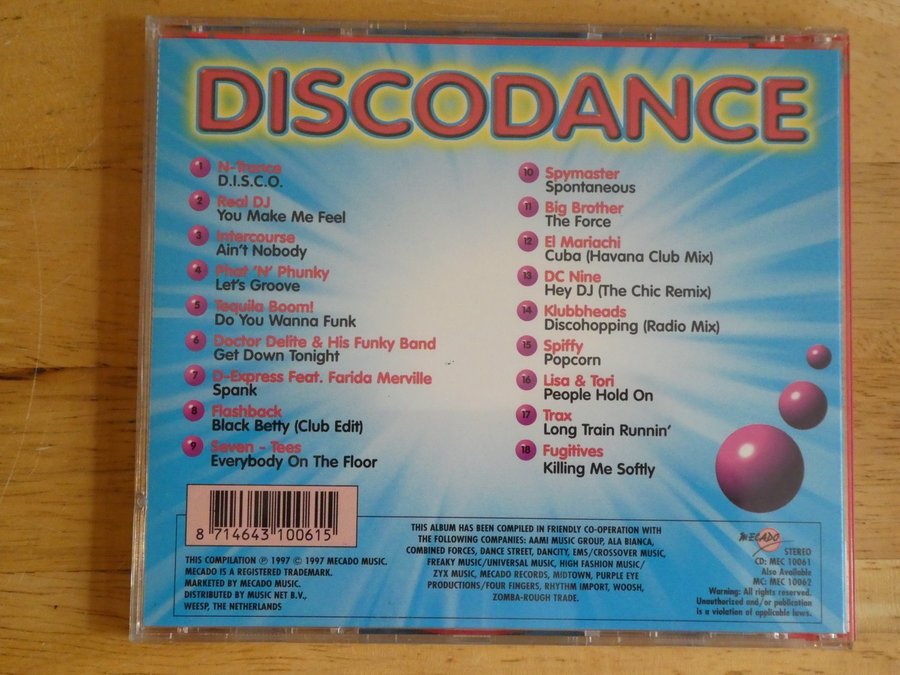 DISCODANCE
1 N-Trance
D.I.S.C.O.
2 Real DJ
You Make Me Feel
3 Intercourse
Ain't Nobody
4 Phat 'N' Phunky
Let's Groove
5 Tequila Boom!
Do You Wanna Funk
6 Doctor Delite & His Funky Band
Get Down Tonight
7 D-Express Feat. Farida Merville
Spank
8 Flashback
Black Betty (Club Edit)
9 Seven - Tees
Everybody On The Floor
10 Spymaster
Spontaneous
11 Big Brother
The Force
12 El Mariachi
Cuba (Havana Club Mix)
13 DC Nine
Hey DJ (The Chic Remix)
14 Klubbheads
Discohopping (Radio Mix)
15 Spiffy
Popcorn
16 Lisa & Tori
People Hold On
17 Trax
Long Train Runnin'
18 Fugitives
Killing Me Softly
8 714643 100615
THIS COMPILATION ℗ 1997 © 1997 MECADO MUSIC.
MECADO IS A REGISTERED TRADEMARK.
MARKETED BY MECADO MUSIC.
DISTRIBUTED BY MUSIC NET B.V.,
WEESP, THE NETHERLANDS
THIS ALBUM HAS BEEN COMPILED IN FRIENDLY CO-OPERATION WITH
THE FOLLOWING COMPANIES: AAMI MUSIC GROUP, ALA BIANCA,
COMBINED FORCES, DANCE STREET, DANCITY, EMS/CROSSOVER MUSIC,
FREAKY MUSIC/UNIVERSAL MUSIC, HIGH FASHION MUSIC/
ZYX MUSIC, MECADO RECORDS, MIDTOWN, PURPLE EYE
PRODUCTIONS/FOUR FINGERS, RHYTHM IMPORT, WOOSH,
ZOMBA-ROUGH TRADE.
MECADO
STEREO
CD: MEC 10061
Also Available
MC: MEC 10062
Warning: All rights reserved.
Unauthorized and/or publication
is a violation of applicable laws.